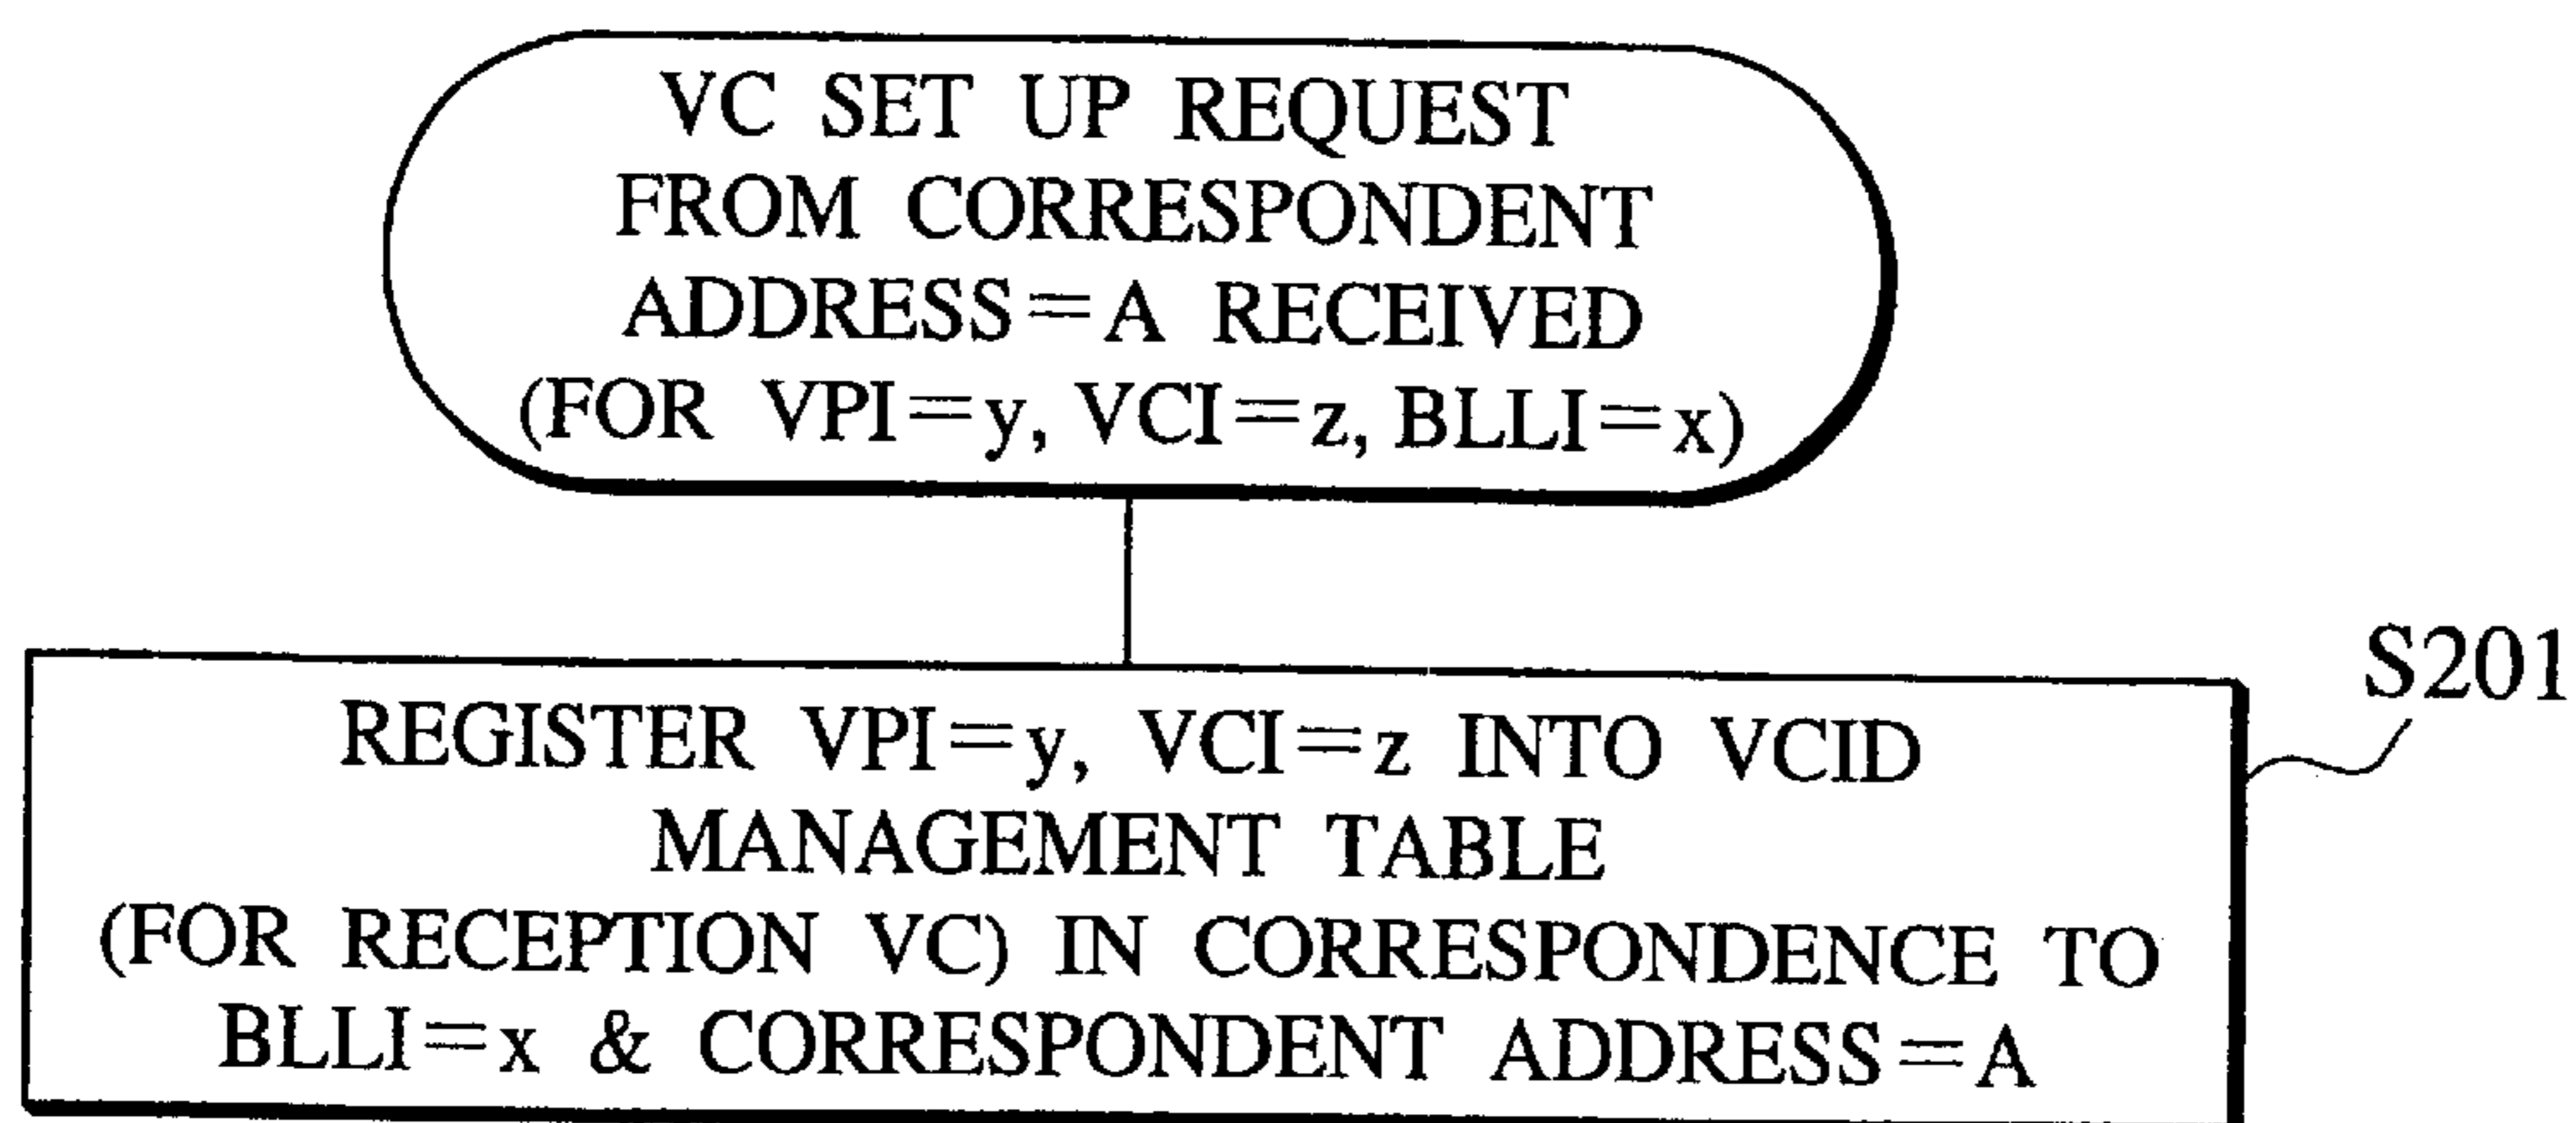 VC SET UP REQUEST
FROM CORRESPONDENT
ADDRESS=A RECEIVED
(FOR VPI=y, VCI=z, BLLI=x)
S201
REGISTER VPI=y, VCI=z INTO VCID
MANAGEMENT TABLE
(FOR RECEPTION VC) IN CORRESPONDENCE TO
BLLI=x & CORRESPONDENT ADDRESS=A